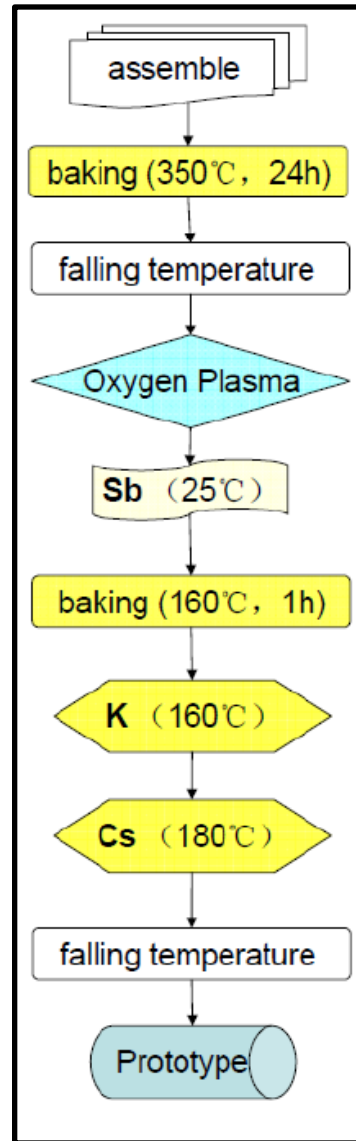 assemble
baking (350℃，24h)
falling temperature
Oxygen Plasma
Sb （25℃）
baking (160℃，1h)
K （160℃）
Cs （180℃）
falling temperature
Prototype